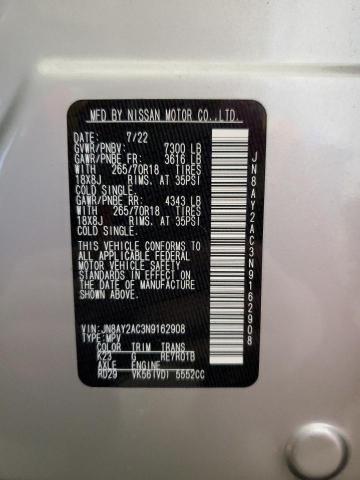 MFD BY NISSAN MOTOR CO.,LTD.
DATE 7/22
GVWR/PNBV: 7300 LB
GAWR/PNBE FR: 3616 LB
WITH 265/70R18 TIRES
18X8J RIMS. AT 35PSI
COLD SINGLE.
GAWR/PNBE RR: 4343 LB
WITH 265/70R18 TIRES
18X8J RIMS. AT 35PSI
COLD SINGLE.
THIS VEHICLE CONFORMS TO
ALL APPLICABLE FEDERAL
MOTOR VEHICLE SAFETY
STANDARDS IN EFFECT ON
THE DATE OF MANUFACTURE
SHOWN ABOVE.
VIN:JN8AY2AC3N9162908
TYPE:MPV
COLOR TRIM TRANS
K23 G RE7R01B
AXLE ENGINE
RD29 VK56(VD) 5552CC
JN8AY2AC3N9162908